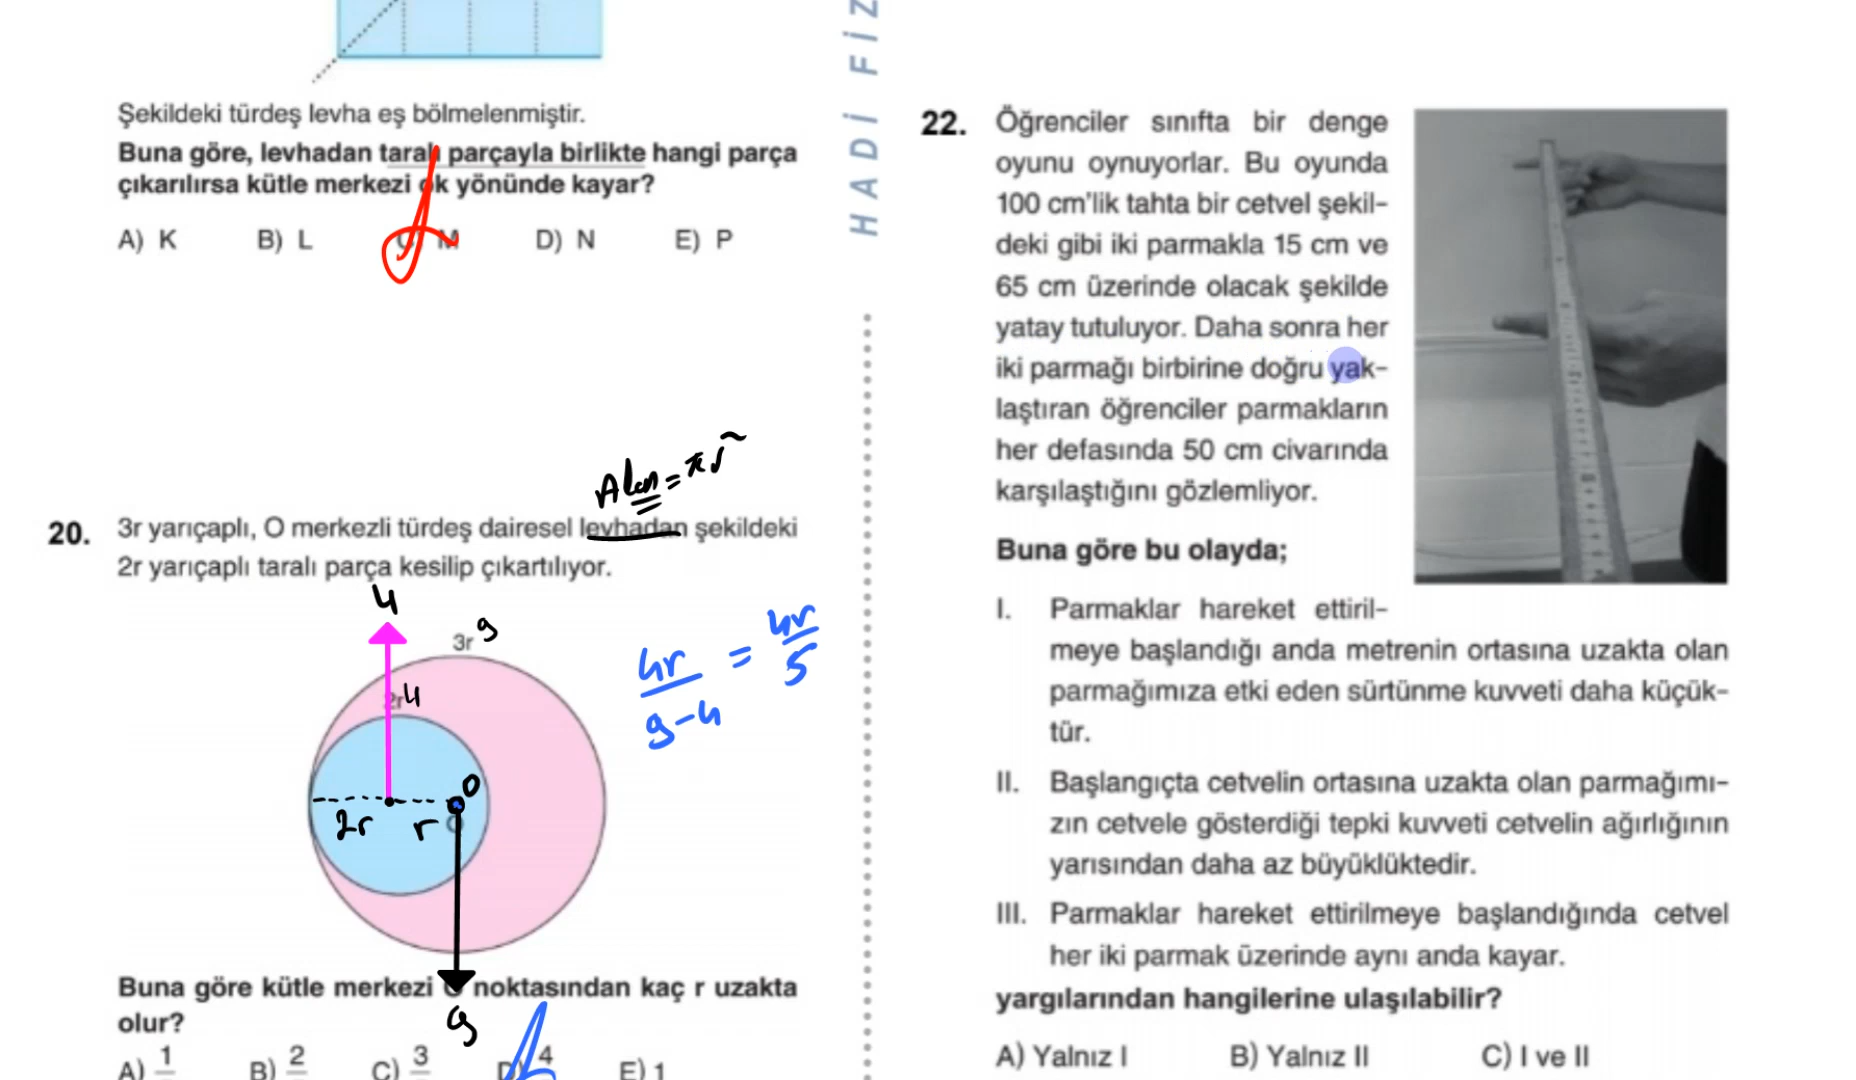 Şekildeki türdeş levha eş bölmelenmiştir.
Buna göre, levhadan taralı parçayla birlikte hangi parça
çıkarılırsa kütle merkezi ok yönünde kayar?
A) K B) L C) M D) N E) P
20. 3r yarıçaplı, O merkezli türdeş dairesel levhadan şekildeki
2r yarıçaplı taralı parça kesilip çıkartılıyor.
Alan = πr²
4
3r 9
2r 4
O
2r r O
4r/9-4 = 4r/5
Buna göre kütle merkezi O noktasından kaç r uzakta
olur?
9
A) 1 B) 2 C) 3 D) 4 E) 1
HADİ FİZ
22. Öğrenciler sınıfta bir denge
oyunu oynuyorlar. Bu oyunda
100 cm'lik tahta bir cetvel şekil-
deki gibi iki parmakla 15 cm ve
65 cm üzerinde olacak şekilde
yatay tutuluyor. Daha sonra her
iki parmağı birbirine doğru yak-
laştıran öğrenciler parmakların
her defasında 50 cm civarında
karşılaştığını gözlemliyor.
Buna göre bu olayda;
I. Parmaklar hareket ettiril-
meye başlandığı anda metrenin ortasına uzakta olan
parmağımıza etki eden sürtünme kuvveti daha küçük-
tür.
II. Başlangıçta cetvelin ortasına uzakta olan parmağımı-
zın cetvele gösterdiği tepki kuvveti cetvelin ağırlığının
yarısından daha az büyüklüktedir.
III. Parmaklar hareket ettirilmeye başlandığında cetvel
her iki parmak üzerinde aynı anda kayar.
yargılarından hangilerine ulaşılabilir?
A) Yalnız I B) Yalnız II C) I ve II